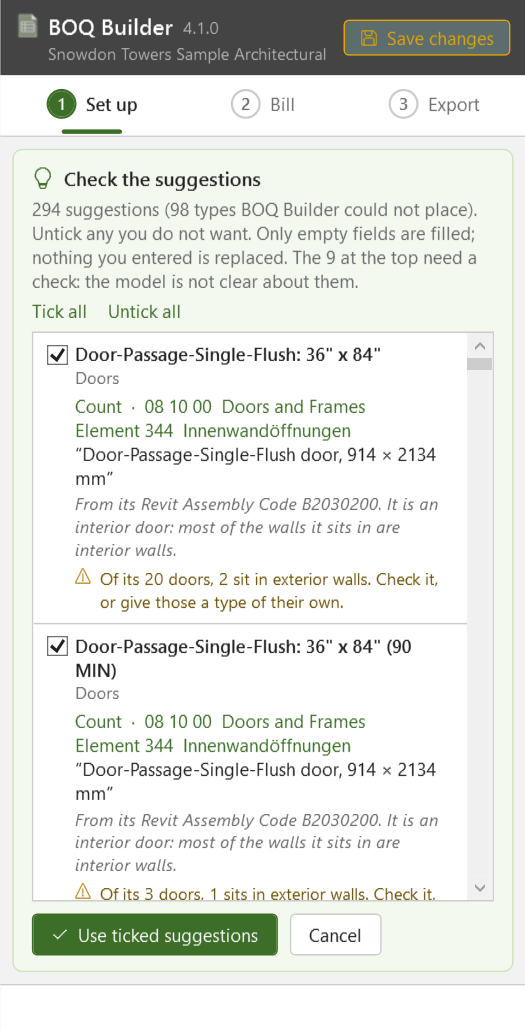 BOQ Builder 4.1.0
Snowdon Towers Sample Architectural
Save changes
1 Set up
2 Bill
3 Export
Check the suggestions
294 suggestions (98 types BOQ Builder could not place).
Untick any you do not want. Only empty fields are filled;
nothing you entered is replaced. The 9 at the top need a
check: the model is not clear about them.
Tick all Untick all
Door-Passage-Single-Flush: 36" x 84"
Doors
Count · 08 10 00 Doors and Frames
Element 344 Innenwandöffnungen
“Door-Passage-Single-Flush door, 914 × 2134
mm”
From its Revit Assembly Code B2030200. It is an
interior door: most of the walls it sits in are
interior walls.
Of its 20 doors, 2 sit in exterior walls. Check it,
or give those a type of their own.
Door-Passage-Single-Flush: 36" x 84" (90
MIN)
Doors
Count · 08 10 00 Doors and Frames
Element 344 Innenwandöffnungen
“Door-Passage-Single-Flush door, 914 × 2134
mm”
From its Revit Assembly Code B2030200. It is an
interior door: most of the walls it sits in are
interior walls.
Of its 3 doors, 1 sits in exterior walls. Check it,
Use ticked suggestions
Cancel